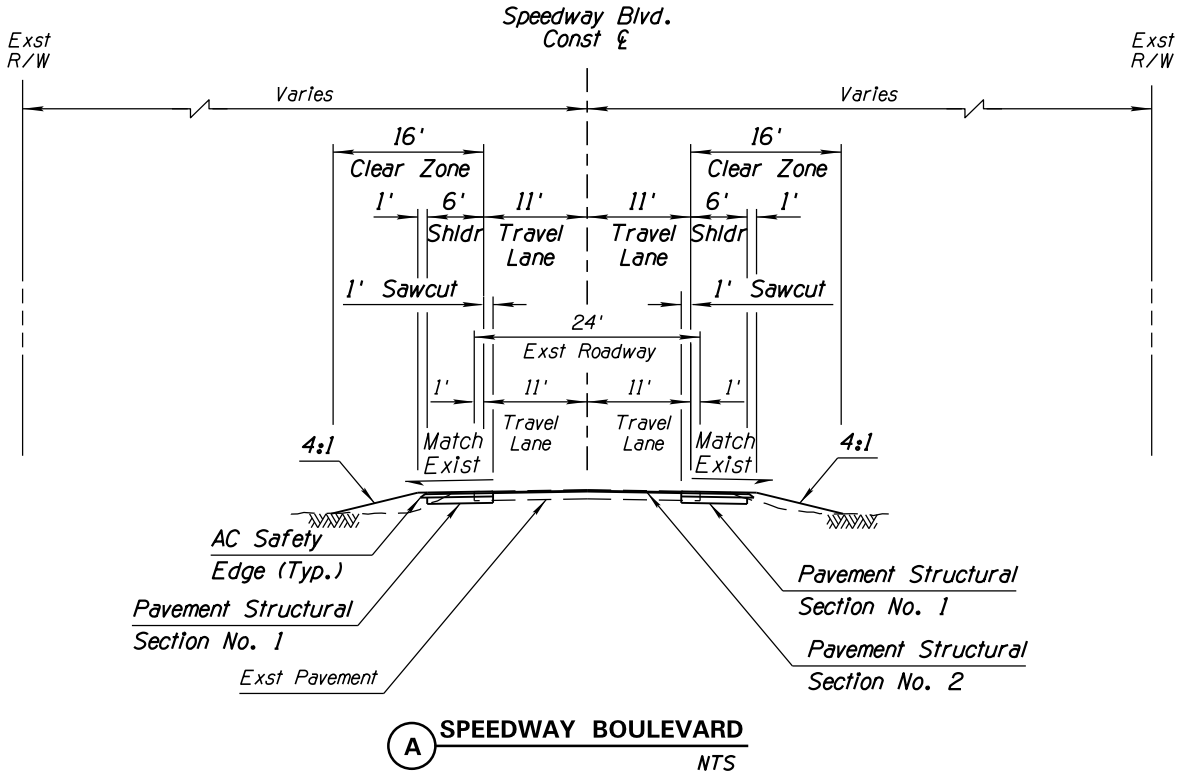 Speedway Blvd.
Const ℄
Exst
R/W
Exst
R/W
Varies
Varies
16'
Clear Zone
16'
Clear Zone
1'
6'
Shldr
11'
Travel
Lane
11'
Travel
Lane
6'
Shldr
1'
1' Sawcut
1' Sawcut
24'
Exst Roadway
1'
11'
Travel
Lane
11'
Travel
Lane
1'
4:1
Match
Exist
Match
Exist
4:1
AC Safety
Edge (Typ.)
Pavement Structural
Section No. 1
Exst Pavement
Pavement Structural
Section No. 1
Pavement Structural
Section No. 2
A SPEEDWAY BOULEVARD
NTS